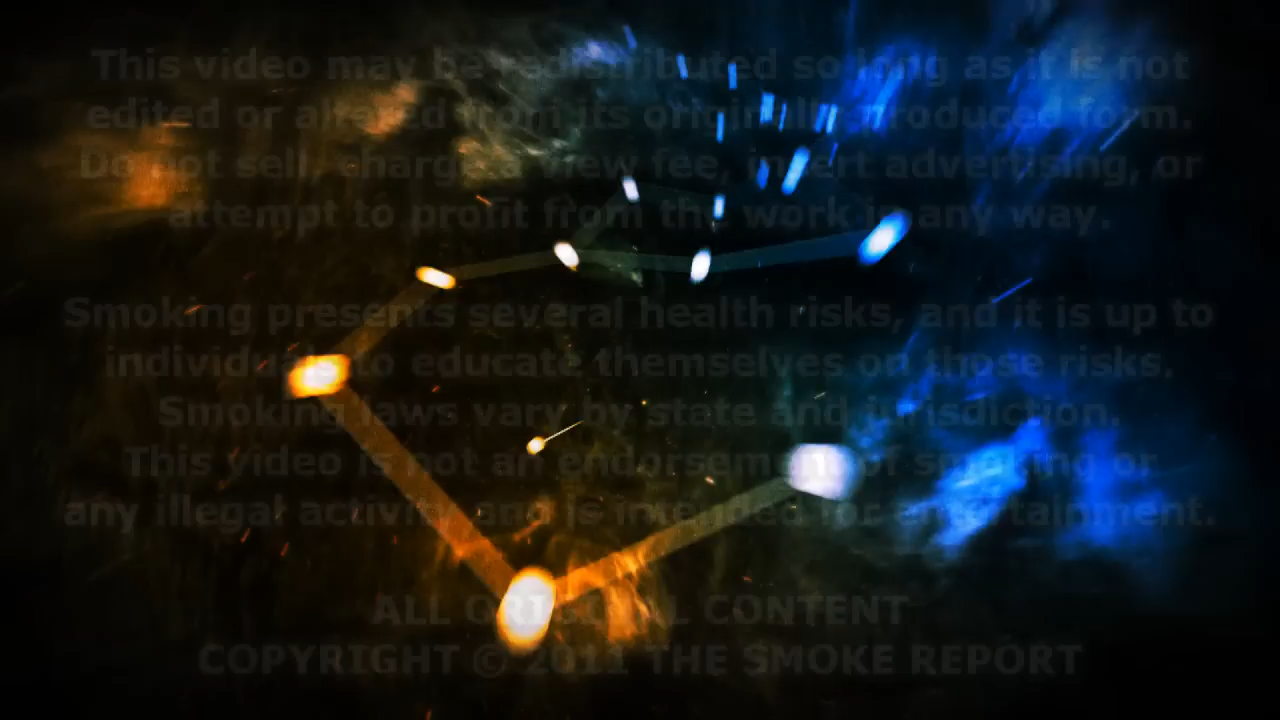 This video may be redistributed so long as it is not
edited or altered from its originally produced form.
Do not sell, charge a view fee, insert advertising, or
attempt to profit from the work in any way.
Smoking presents several health risks, and it is up to
individuals to educate themselves on those risks.
Smoking laws vary by state and jurisdiction.
This video is not an endorsement of smoking or
any illegal activity and is intended for entertainment.
ALL ORIGINAL CONTENT
COPYRIGHT © 2011 THE SMOKE REPORT